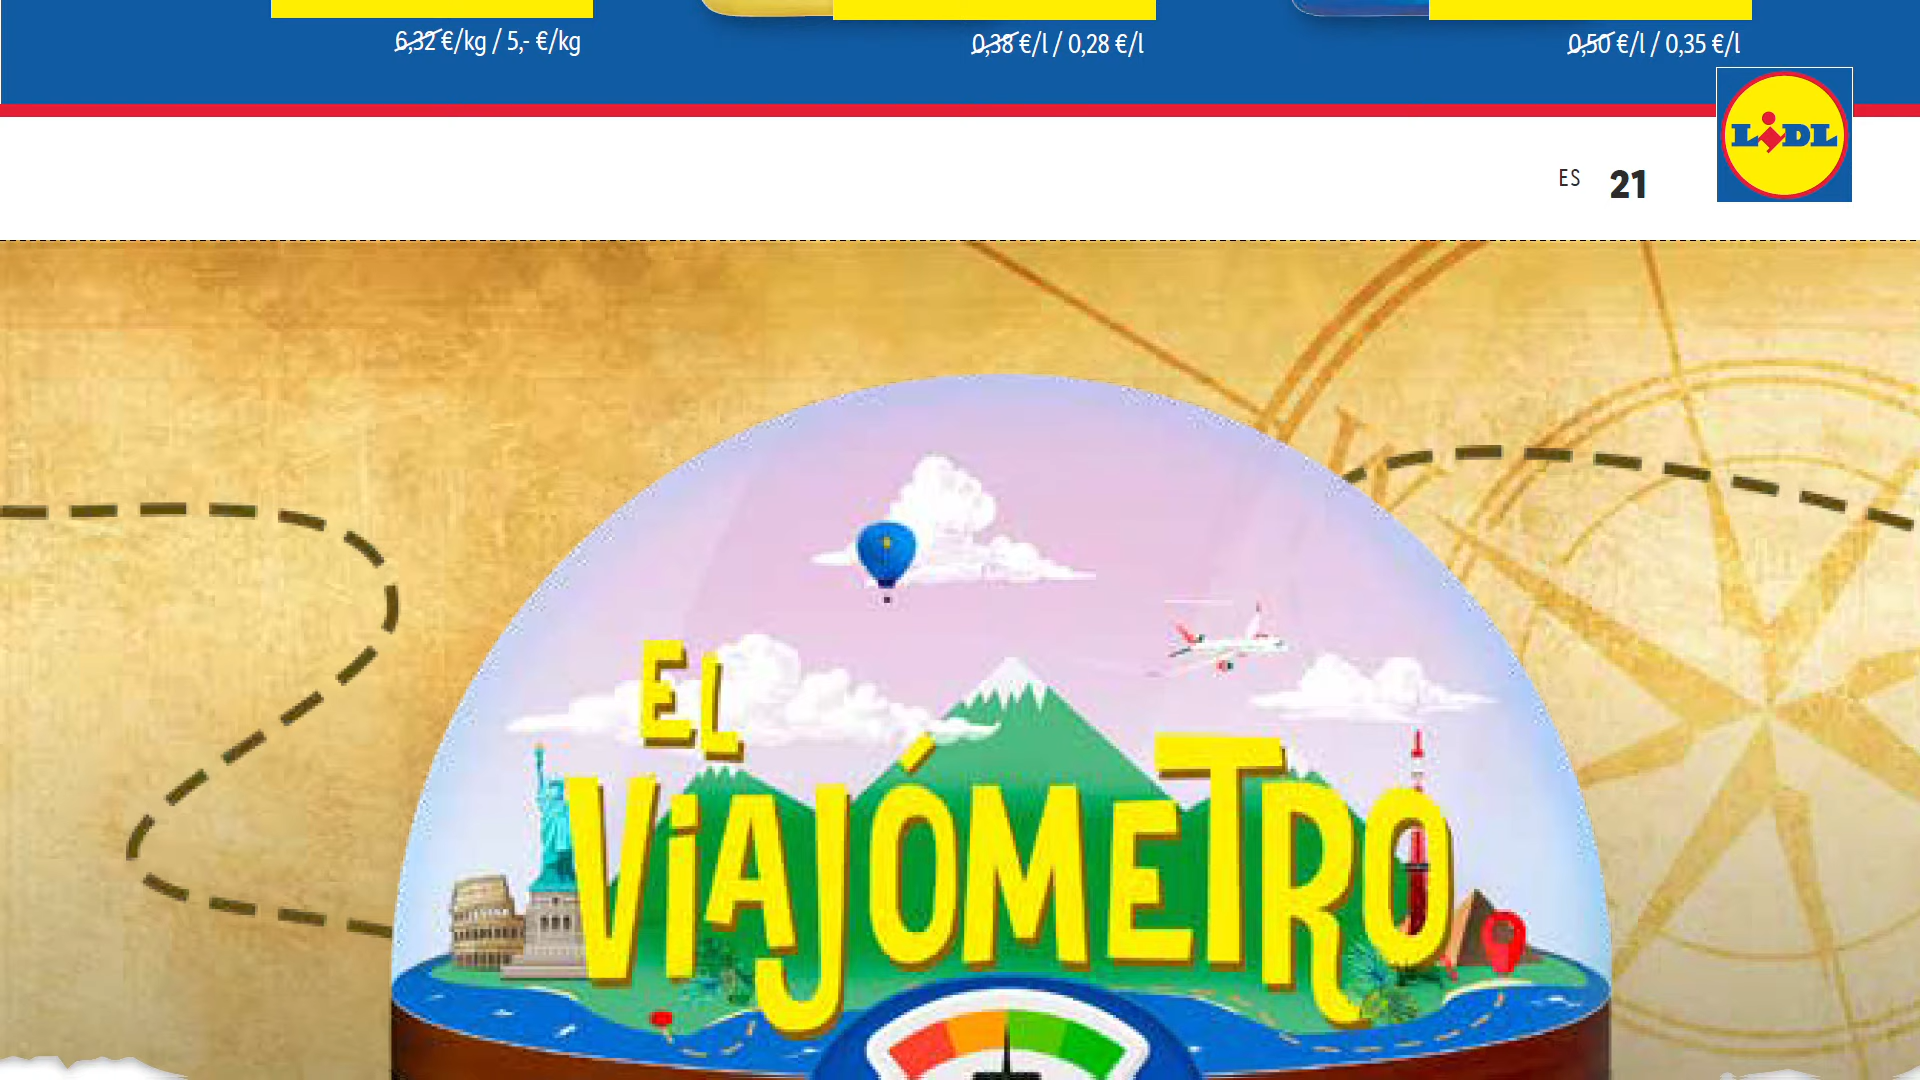 6,32 €/kg / 5,- €/kg
0,38 €/l / 0,28 €/l
0,50 €/l / 0,35 €/l
LiDL
ES 21
EL
ViAJÓMETRO